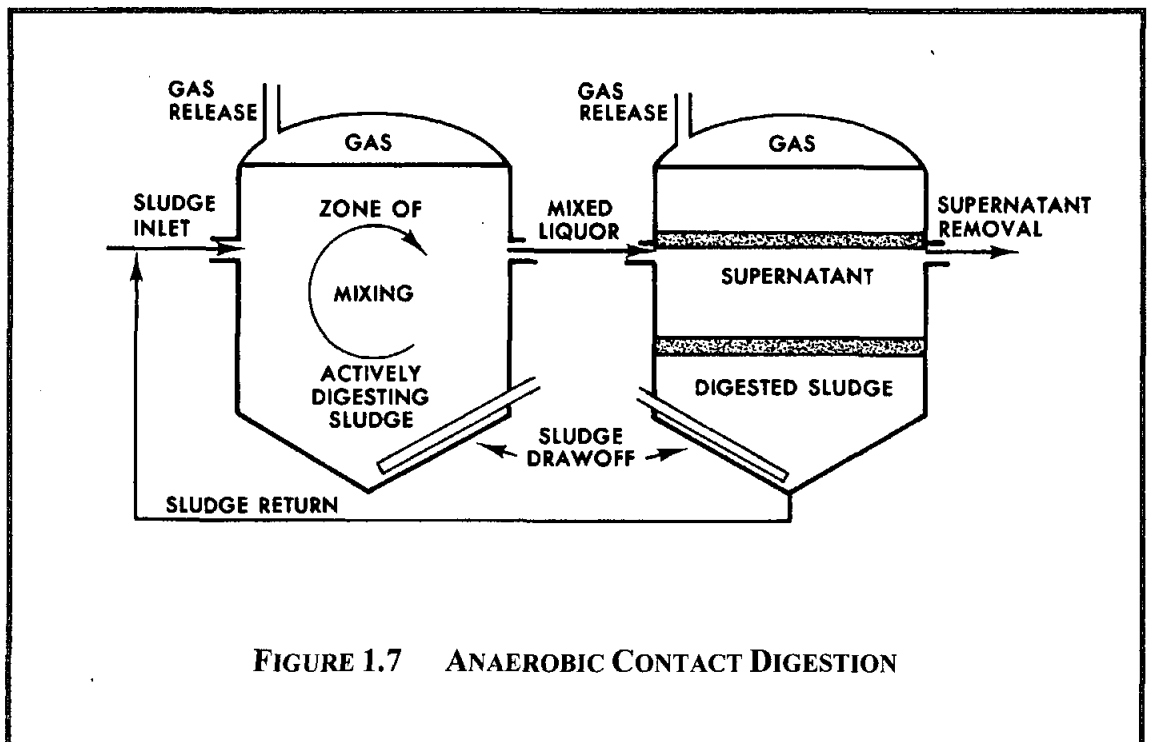 GAS
RELEASE
GAS
SLUDGE
INLET
ZONE OF
MIXING
ACTIVELY
DIGESTING
SLUDGE
MIXED
LIQUOR
GAS
RELEASE
GAS
SUPERNATANT
REMOVAL
SUPERNATANT
DIGESTED SLUDGE
SLUDGE
DRAWOFF
SLUDGE RETURN
FIGURE 1.7 ANAEROBIC CONTACT DIGESTION